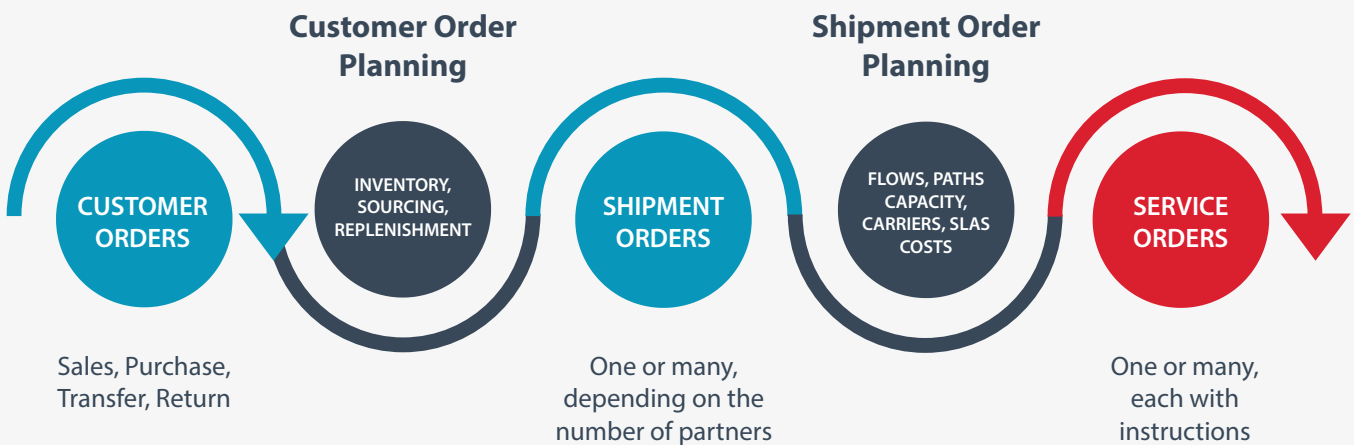 Customer Order
Planning
Shipment Order
Planning
CUSTOMER
ORDERS
INVENTORY,
SOURCING,
REPLENISHMENT
SHIPMENT
ORDERS
FLOWS, PATHS
CAPACITY,
CARRIERS, SLAS
COSTS
SERVICE
ORDERS
Sales, Purchase,
Transfer, Return
One or many,
depending on the
number of partners
One or many,
each with
instructions